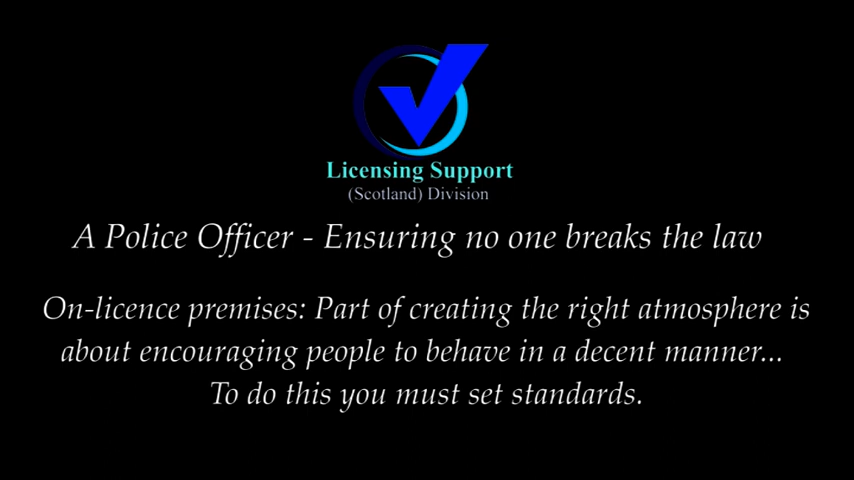 Licensing Support
(Scotland) Division
A Police Officer - Ensuring no one breaks the law
On-licence premises: Part of creating the right atmosphere is
about encouraging people to behave in a decent manner...
To do this you must set standards.